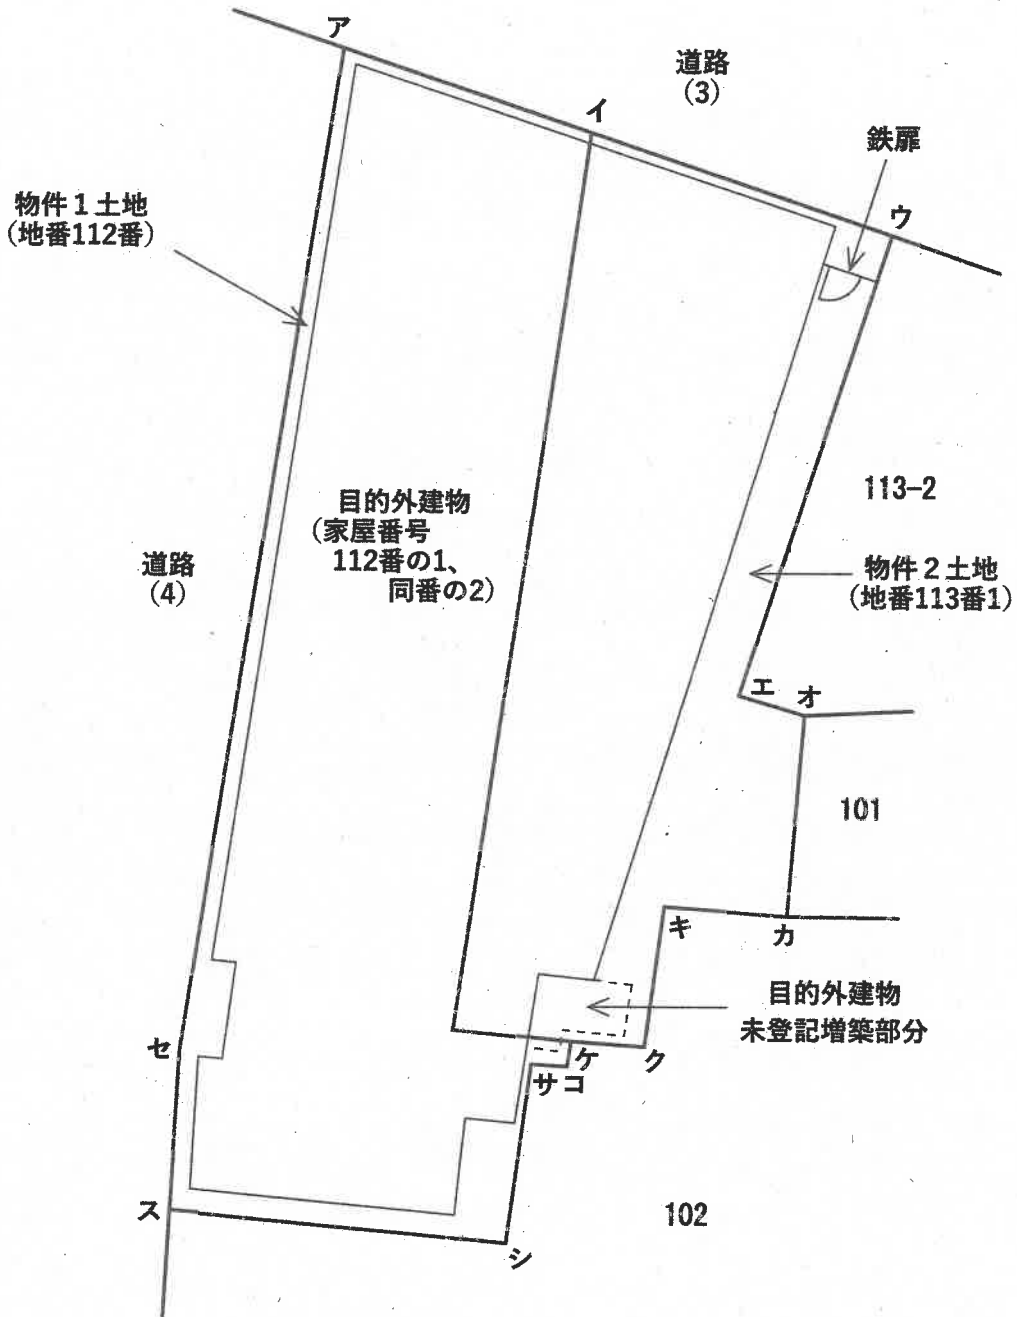 ア
道路
(3)
イ
鉄扉
物件1土地
(地番112番)
ウ
目的外建物
(家屋番号
112番の1、
同番の2)
113-2
道路
(4)
物件2土地
(地番113番1)
エ
オ
101
キ
カ
目的外建物
未登記増築部分
セ
ケ
ク
サ
コ
ス
102
シ